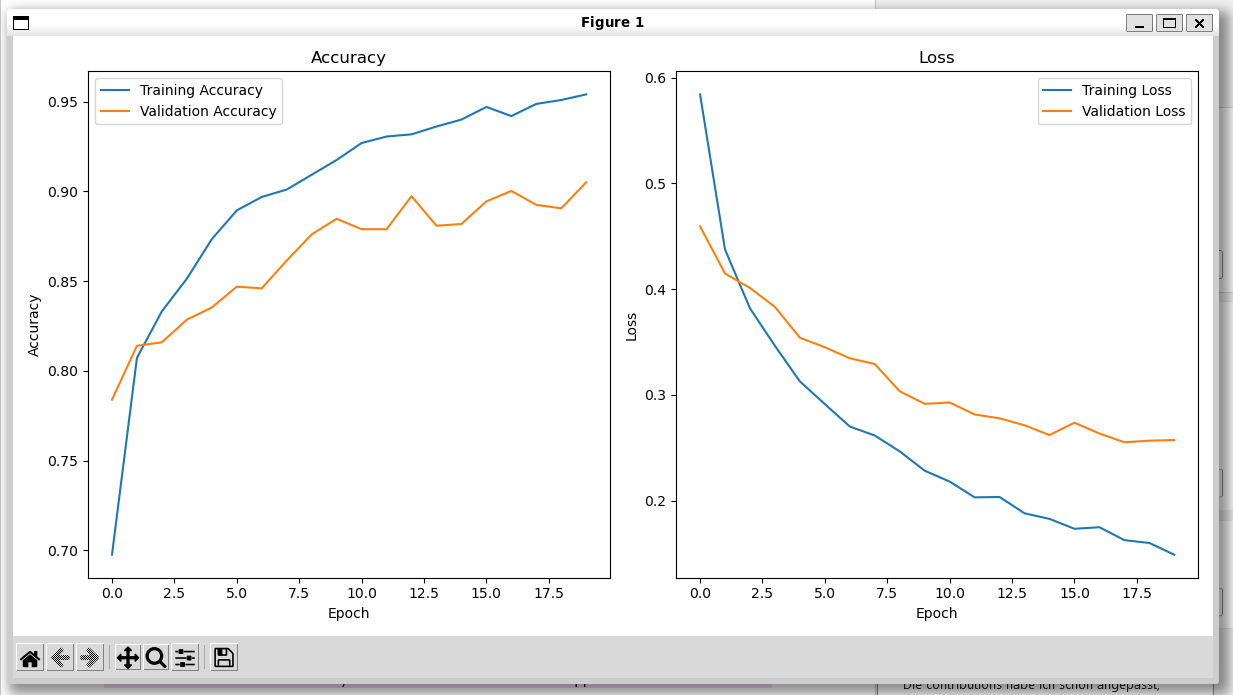 Figure 1
Accuracy
Training Accuracy
Validation Accuracy
0.95
0.90
0.85
0.80
0.75
0.70
Accuracy
0.0 2.5 5.0 7.5 10.0 12.5 15.0 17.5
Epoch
Loss
Training Loss
Validation Loss
0.6
0.5
0.4
0.3
0.2
Loss
0.0 2.5 5.0 7.5 10.0 12.5 15.0 17.5
Epoch
Die contributions habe ich schon angepasst,